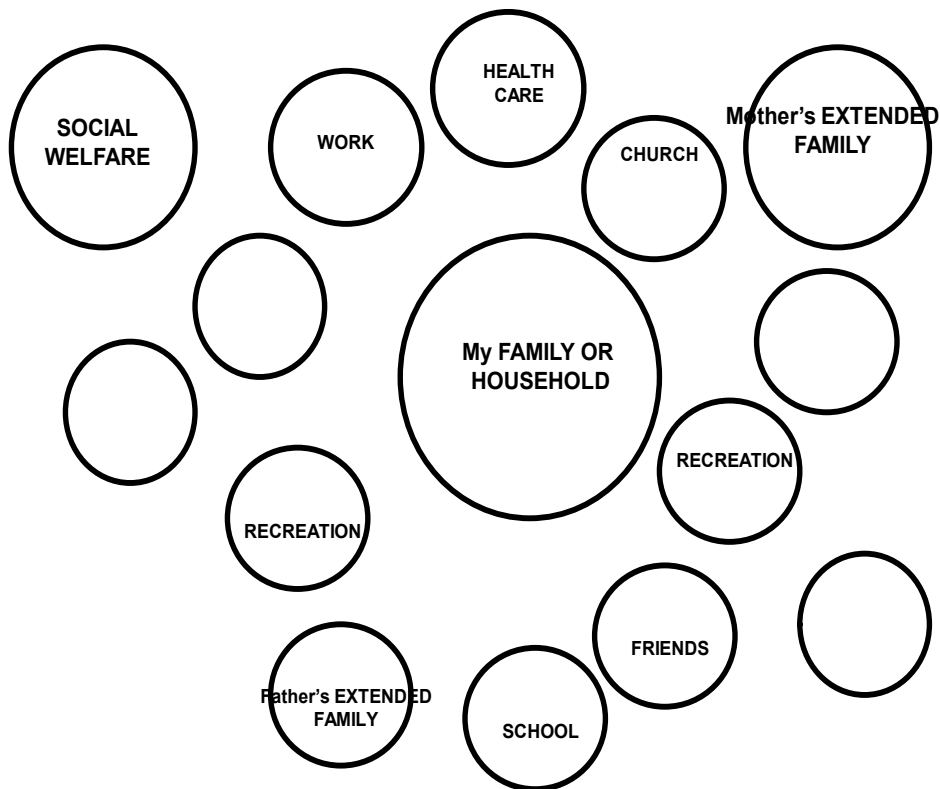 HEALTH
CARE
SOCIAL
WELFARE
WORK
CHURCH
Mother's EXTENDED
FAMILY
My FAMILY OR
HOUSEHOLD
RECREATION
RECREATION
FRIENDS
Father's EXTENDED
FAMILY
SCHOOL